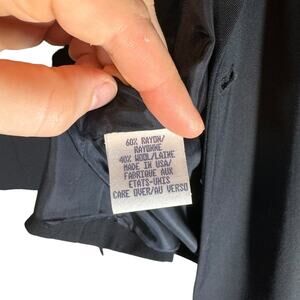 60% RAYON/
RAYONNE
40% WOOL/LAINE
MADE IN USA/
FABRIQUE AUX
ETATS-UNIS
CARE OVER/AU VERSO